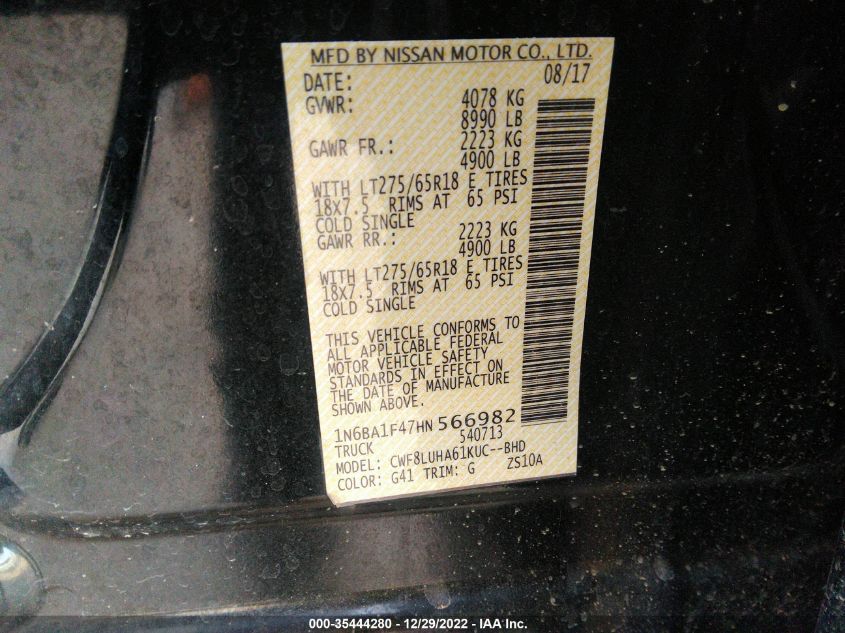 MFD BY NISSAN MOTOR CO., LTD.
DATE: 08/17
GVWR: 4078 KG
8990 LB
GAWR FR.: 2223 KG
4900 LB
WITH LT275/65R18 E TIRES
18X7.5 RIMS AT 65 PSI
COLD SINGLE
GAWR RR.: 2223 KG
4900 LB
WITH LT275/65R18 E TIRES
18X7.5 RIMS AT 65 PSI
COLD SINGLE
THIS VEHICLE CONFORMS TO
ALL APPLICABLE FEDERAL
MOTOR VEHICLE SAFETY
STANDARDS IN EFFECT ON
THE DATE OF MANUFACTURE
SHOWN ABOVE.
1N6BA1F47HN566982
TRUCK 540713
MODEL: CWF8LUHA61KUC--BHD
COLOR: G41 TRIM: G ZS10A
000-35444280 - 12/29/2022 - IAA Inc.